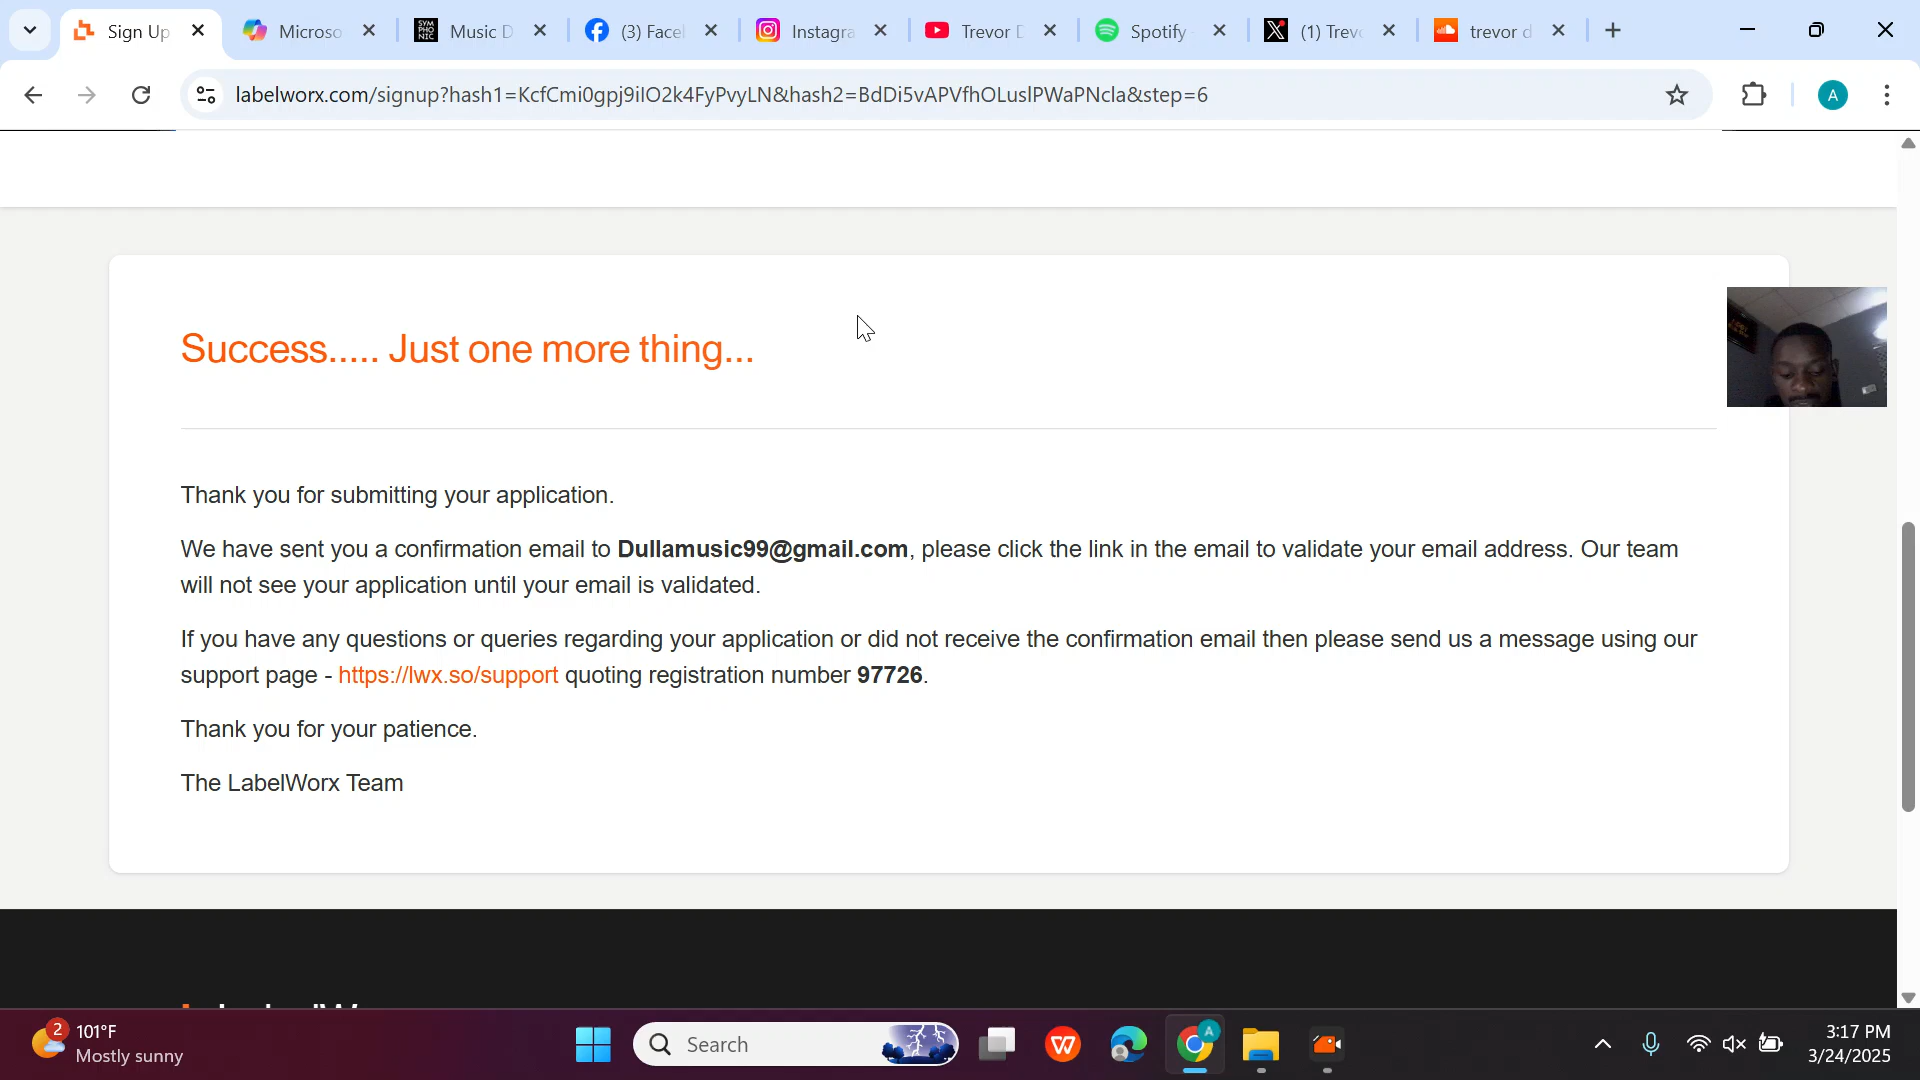 Sign Up
Microso
Music D
(3) Face
Instagra
Trevor D
Spotify
(1) Treve
trevor d
labelworx.com/signup?hash1=KcfCmi0gpj9iIO2k4FyPvyLN&hash2=BdDi5vAPVfhOLuslPWaPNcla&step=6
A
Success..... Just one more thing...
Thank you for submitting your application.
We have sent you a confirmation email to Dullamusic99@gmail.com, please click the link in the email to validate your email address. Our team
will not see your application until your email is validated.
If you have any questions or queries regarding your application or did not receive the confirmation email then please send us a message using our
support page - https://lwx.so/support quoting registration number 97726.
Thank you for your patience.
The LabelWorx Team
2
101°F
Mostly sunny
Search
3:17 PM
3/24/2025